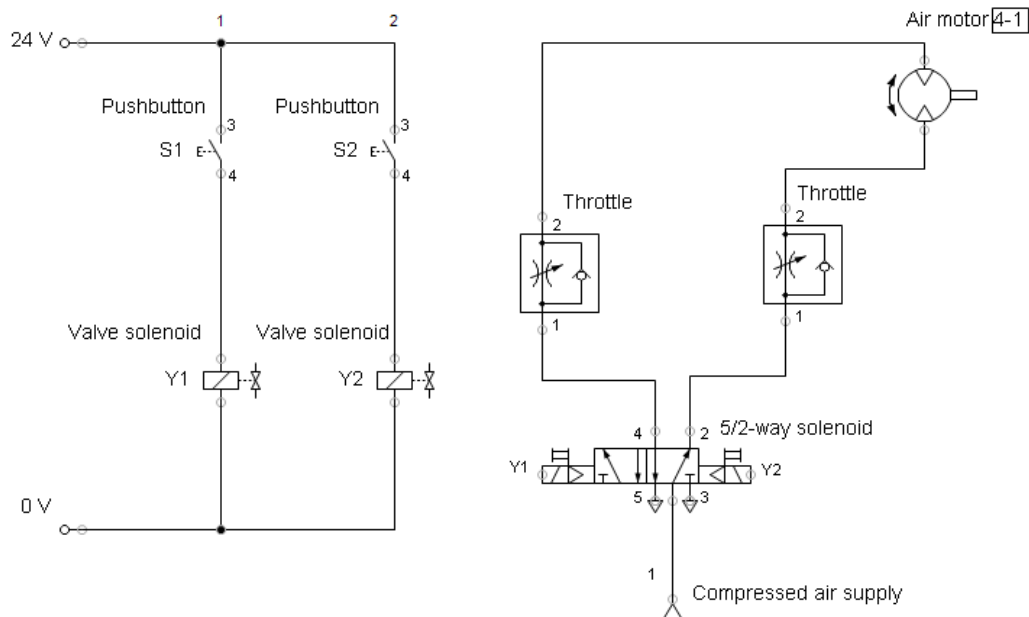 1
2
Air motor 4-1
24 V
Pushbutton
Pushbutton
3
3
S1
S2
4
4
Throttle
Throttle
2
2
1
1
Valve solenoid
Valve solenoid
Y1
Y2
4
2
5/2-way solenoid
Y1
Y2
5
3
0 V
1
Compressed air supply